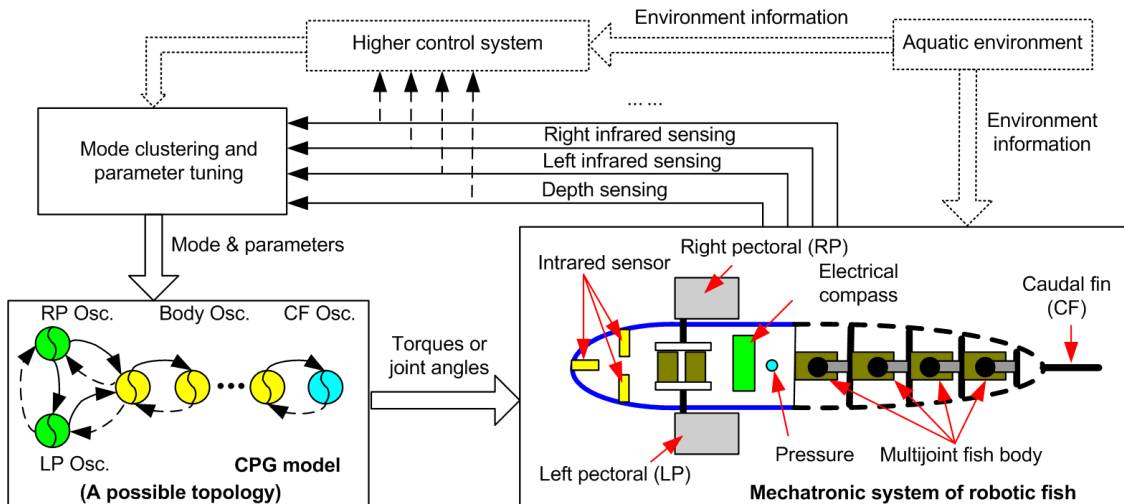 Environment information
Higher control system
Aquatic environment
... ...
Mode clustering and
parameter tuning
Right infrared sensing
Left infrared sensing
Depth sensing
Environment
information
Mode & parameters
RP Osc.
Body Osc.
CF Osc.
LP Osc.
CPG model
(A possible topology)
Torques or
joint angles
Right pectoral (RP)
Intrared sensor
Electrical
compass
Caudal fin
(CF)
Left pectoral (LP)
Pressure
Multijoint fish body
Mechatronic system of robotic fish